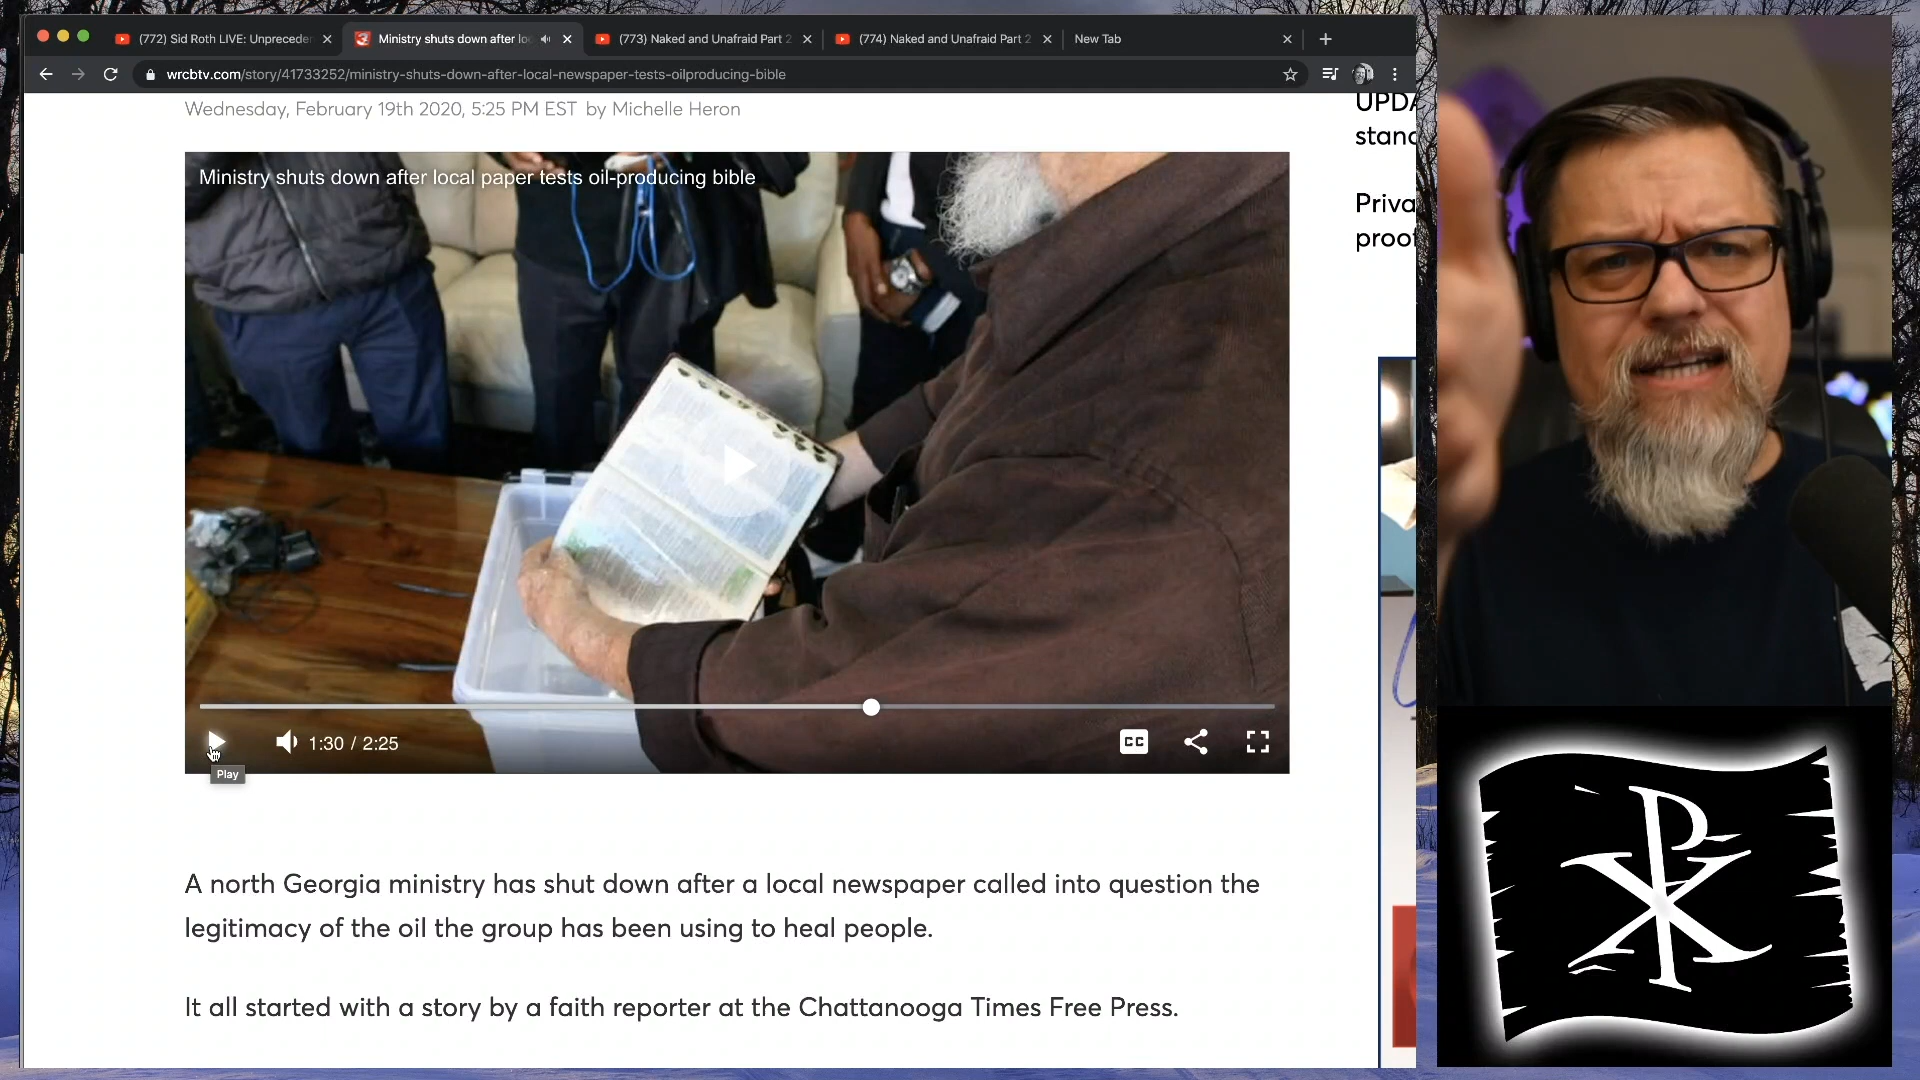 (772) Sid Roth LIVE: Unpreceder
Ministry shuts down after lo
(773) Naked and Unafraid Part 2
(774) Naked and Unafraid Part 2
New Tab
wrcbtv.com/story/41733252/ministry-shuts-down-after-local-newspaper-tests-oilproducing-bible
Wednesday, February 19th 2020, 5:25 PM EST by Michelle Heron
UPDA
stand
Priva
proof
Ministry shuts down after local paper tests oil-producing bible
1:30 / 2:25
CC
Play
A north Georgia ministry has shut down after a local newspaper called into question the
legitimacy of the oil the group has been using to heal people.
It all started with a story by a faith reporter at the Chattanooga Times Free Press.